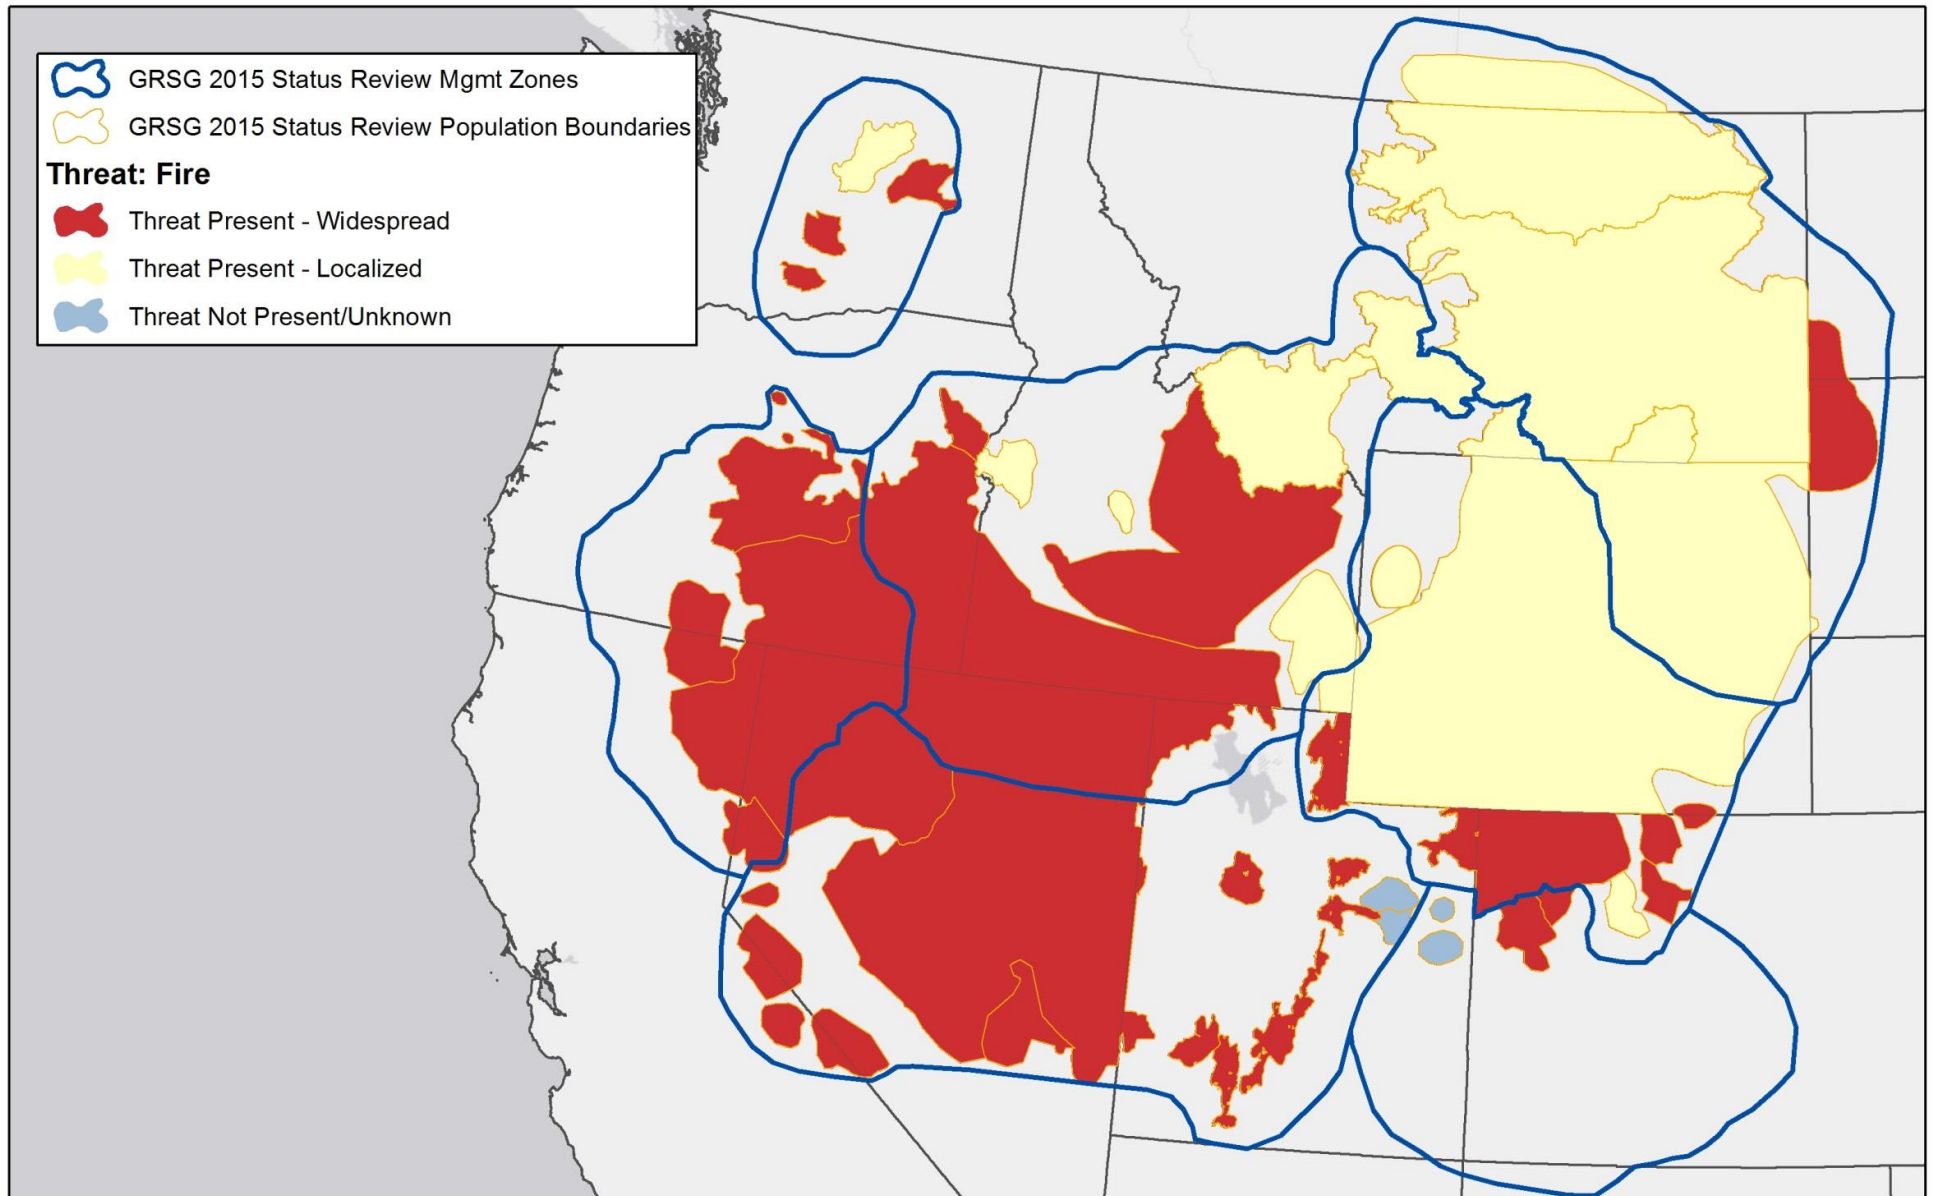 GRSG 2015 Status Review Mgmt Zones
GRSG 2015 Status Review Population Boundaries
Threat: Fire
Threat Present - Widespread
Threat Present - Localized
Threat Not Present/Unknown